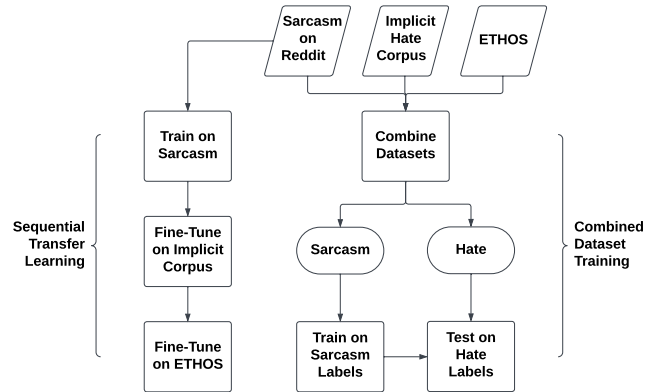 Sarcasm
on
Reddit
Implicit
Hate
Corpus
ETHOS
Train on
Sarcasm
Combine
Datasets
Sequential
Transfer
Learning
Fine-Tune
on Implicit
Corpus
Sarcasm
Hate
Combined
Dataset
Training
Fine-Tune
on ETHOS
Train on
Sarcasm
Labels
Test on
Hate
Labels